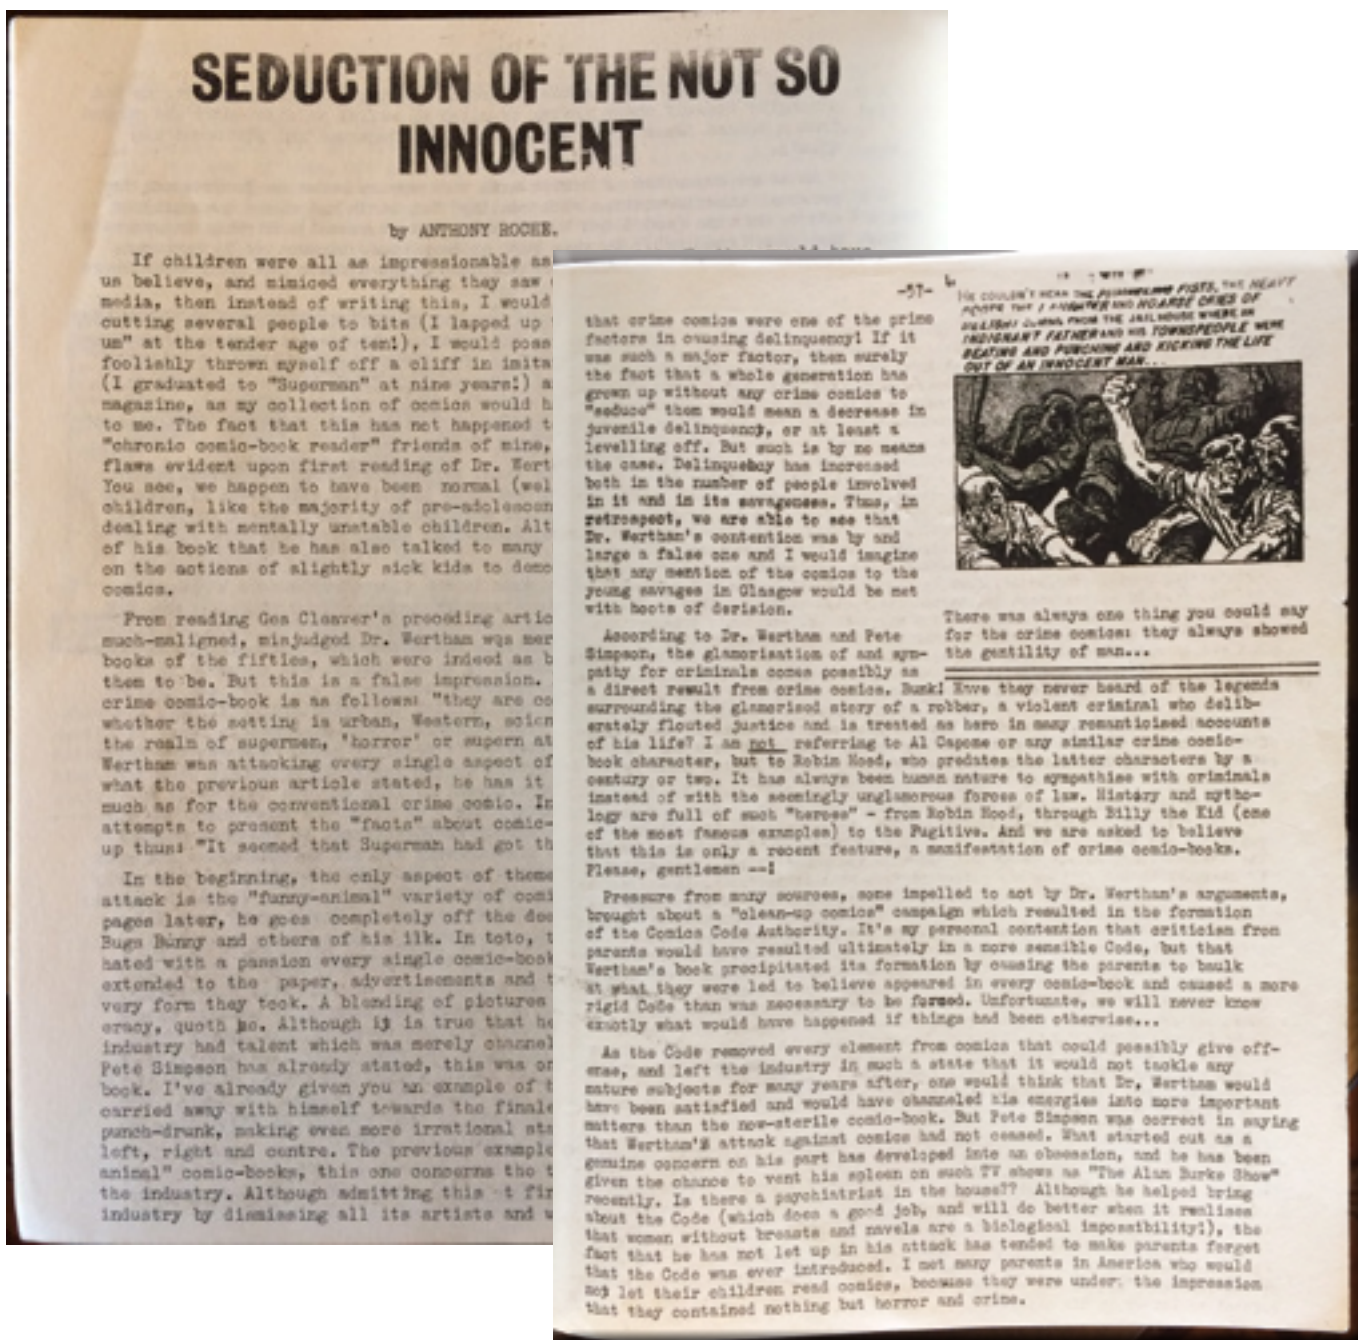 SEDUCTION OF THE NOT SO
INNOCENT
by ANTHONY ROCHE.
If children were all as impressionable as
us believe, and mimiced everything they saw
media, then instead of writing this, I would
cutting several people to bits (I lapped up
um" at the tender age of ten!), I would poss
foolishly thrown myself off a cliff in imita
(I graduated to "Superman" at nine years!) a
magazine, as my collection of comics would h
to me. The fact that this has not happened t
"chronic comic-book reader" friends of mine,
flaws evident upon first reading of Dr. Wert
You see, we happen to have been normal (wel
children, like the majority of pre-adolescen
dealing with mentally unstable children. Alt
of his book that he has also talked to many
on the actions of slightly sick kids to demo
comics.
From reading Ges Cleaver's preceding artic
much-maligned, misjudged Dr. Wertham wqs mer
books of the fifties, which were indeed as b
them to be. But this is a false impression.
crime comic-book is as follows: "they are co
whether the setting is urban, Western, scien
the realm of supermen, 'horror' or supern at
Wertham was attacking every single aspect of
what the previous article stated, he has it
much as for the conventional crime comic. In
attempts to present the "facts" about comic-
up thus: "It seemed that Superman had got th
In the beginning, the only aspect of theme
attack is the "funny-animal" variety of comi
pages later, he goes completely off the dee
Bugs Bunny and others of his ilk. In toto, t
hated with a passion every single comic-book
extended to the paper, advertisements and t
very form they took. A blending of pictures
eracy, quoth he. Although it is true that he
industry had talent which was merely channel
Pete Simpson has already stated, this was on
book. I've already given you an example of t
carried away with himself towards the finale
punch-drunk, making even more irrational sta
left, right and centre. The previous example
animal" comic-books, this one concerns the t
the industry. Although admitting this t fir
industry by dismissing all its artists and w
-57-
that crime comics were one of the prime
factors in causing delinquency! If it
was such a major factor, then surely
the fact that a whole generation has
grown up without any crime comics to
"seduce" them would mean a decrease in
juvenile delinquency, or at least a
levelling off. But such is by no means
the case. Delinquebay has increased
both in the number of people involved
in it and in its savageness. Thus, in
retrospect, we are able to see that
Dr. Wertham's contention was by and
large a false one and I would imagine
that any mention of the comics to the
young savages in Glasgow would be met
with hoots of derision.
HE COULDN'T HEAR THE FISTS, THE HEAVY
AND HOARSE CRIES OF
FROM THE JAILHOUSE WHERE AN
INDIGNANT FATHER AND HIS TOWNSPEOPLE WERE
BEATING AND PUNCHING AND KICKING THE LIFE
OUT OF AN INNOCENT MAN...
There was always one thing you could say
for the crime comics: they always showed
the gentility of man...
According to Dr. Wertham and Pete
Simpson, the glamorisation of and sym-
pathy for criminals comes possibly as
a direct result from crime comics. Bunk! Have they never heard of the legends
surrounding the glamorised story of a robber, a violent criminal who delib-
erately flouted justice and is treated as hero in many romanticised accounts
of his life? I am not referring to Al Capone or any similar crime comic-
book character, but to Robin Hood, who predates the latter characters by a
century or two. It has always been human nature to sympathise with criminals
instead of with the seemingly unglamorous forces of law. History and mytho-
logy are full of such "heroes" - from Robin Hood, through Billy the Kid (one
of the most famous examples) to the Fugitive. And we are asked to believe
that this is only a recent feature, a manifestation of crime comic-books.
Please, gentlemen --!
Pressure from many sources, some impelled to act by Dr. Wertham's arguments,
brought about a "clean-up comics" campaign which resulted in the formation
of the Comics Code Authority. It's my personal contention that criticism from
parents would have resulted ultimately in a more sensible Code, but that
Wertham's book precipitated its formation by causing the parents to baulk
at what they were led to believe appeared in every comic-book and caused a more
rigid Code than was necessary to be formed. Unfortunate, we will never know
exactly what would have happened if things had been otherwise...
As the Code removed every element from comics that could possibly give off-
ense, and left the industry in such a state that it would not tackle any
mature subjects for many years after, one would think that Dr. Wertham would
have been satisfied and would have channeled his energies into more important
matters than the now-sterile comic-book. But Pete Simpson was correct in saying
that Wertham's attack against comics had not ceased. What started out as a
genuine concern on his part has developed into an obsession, and he has been
given the chance to vent his spleen on such TV shows as "The Alan Burke Show"
recently. Is there a psychiatrist in the house?? Although he helped bring
about the Code (which does a good job, and will do better when it realises
that women without breasts and navels are a biological impossibility!), the
fact that he has not let up in his attack has tended to make parents forget
that the Code was ever introduced. I met many parents in America who would
not let their children read comics, because they were under the impression
that they contained nothing but horror and crime.